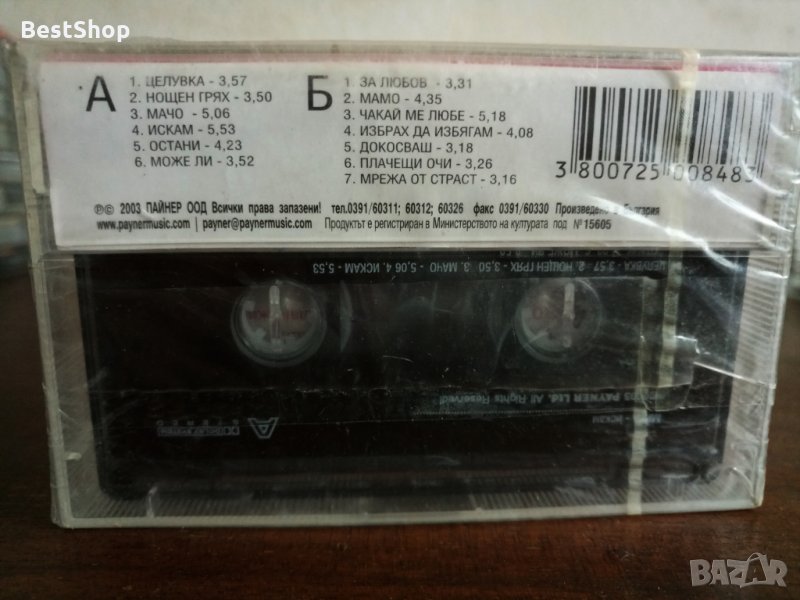 BestShop
А
1. ЦЕЛУВКА - 3,57
2. НОЩЕН ГРЯХ - 3,50
3. МАЧО - 5,06
4. ИСКАМ - 5,53
5. ОСТАНИ - 4,23
6. МОЖЕ ЛИ - 3,52
Б
1. ЗА ЛЮБОВ - 3,31
2. МАМО - 4,35
3. ЧАКАЙ МЕ ЛЮБЕ - 5,18
4. ИЗБРАХ ДА ИЗБЯГАМ - 4,08
5. ДОКОСВАШ - 3,18
6. ПЛАЧЕЩИ ОЧИ - 3,26
7. МРЕЖА ОТ СТРАСТ - 3,16
3 800725 008483
℗© 2003 ПАЙНЕР ООД Всички права запазени! тел.0391/60311; 60312; 60326 факс 0391/60330 Произведено в България
www.paynermusic.com | payner@paynermusic.com Продуктът е регистриран в Министерството на културата под №15605
ЦЕЛУВКА - 3,57 2. НОЩЕН ГРЯХ - 3,50 3. МАЧО - 5,06 4. ИСКАМ - 5,53
PAYNER Ltd. All Rights Reserved!
A
STEREO
BAZAR